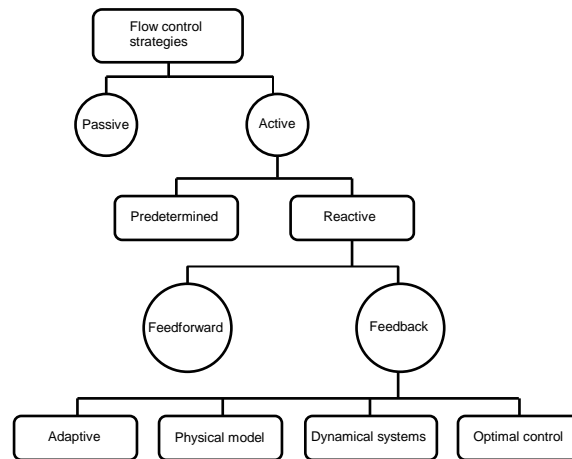 Flow control
strategies
Passive
Active
Predetermined
Reactive
Feedforward
Feedback
Adaptive
Physical model
Dynamical systems
Optimal control